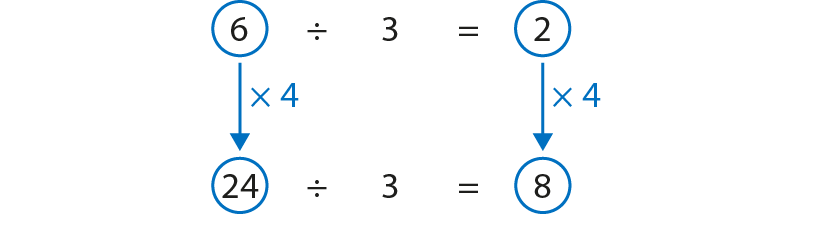 6 ÷ 3 = 2
× 4 × 4
24 ÷ 3 = 8